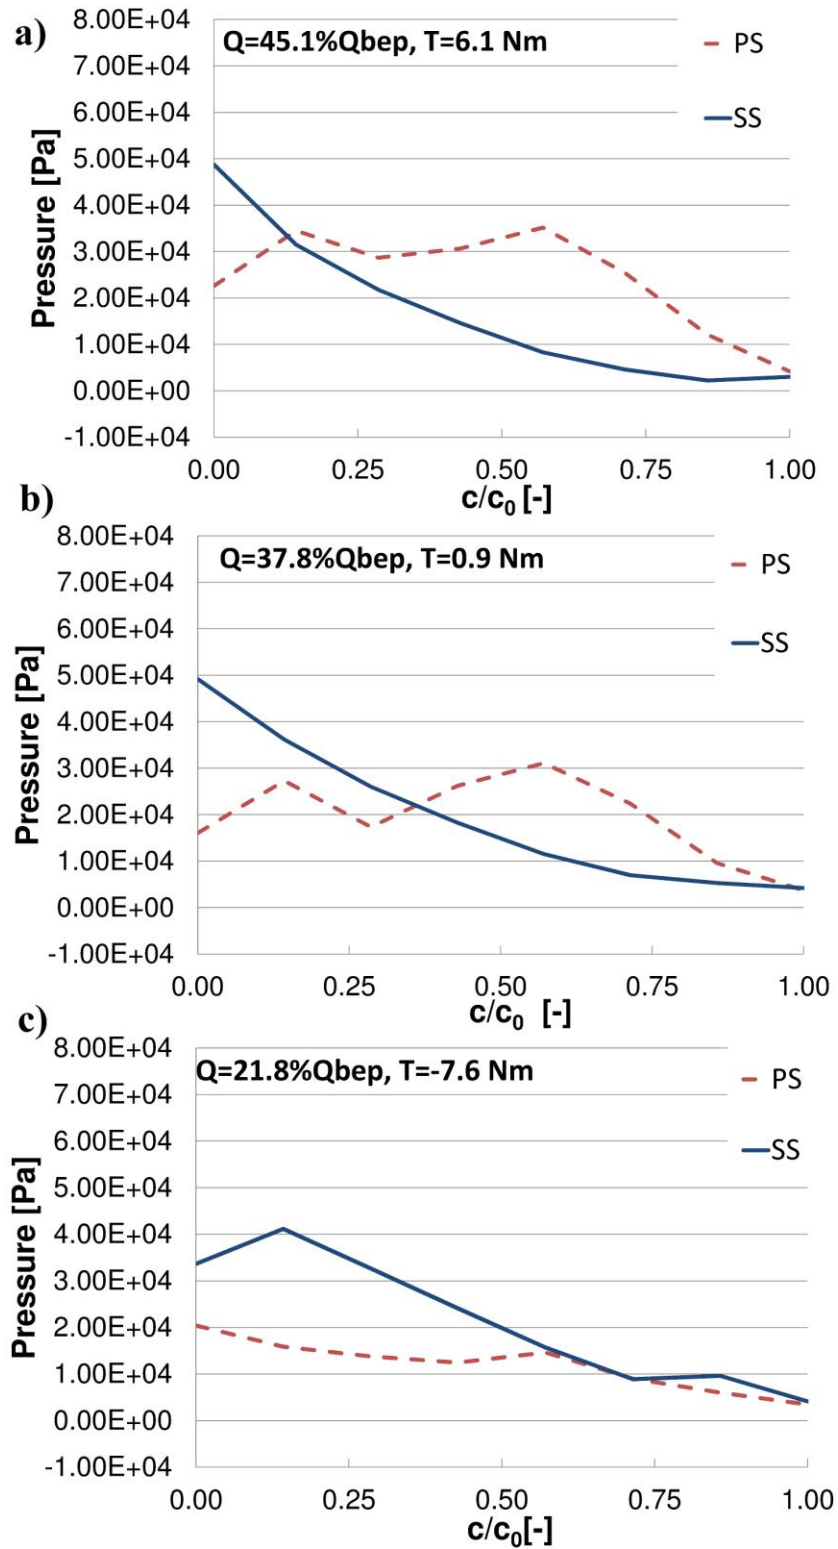 a)
Q=45.1%Qbep, T=6.1 Nm
PS
SS
Pressure [Pa]
8.00E+04
7.00E+04
6.00E+04
5.00E+04
4.00E+04
3.00E+04
2.00E+04
1.00E+04
0.00E+00
-1.00E+04
0.00 0.25 0.50 0.75 1.00
c/c₀ [-]
b)
Q=37.8%Qbep, T=0.9 Nm
PS
SS
Pressure [Pa]
8.00E+04
7.00E+04
6.00E+04
5.00E+04
4.00E+04
3.00E+04
2.00E+04
1.00E+04
0.00E+00
-1.00E+04
0.00 0.25 0.50 0.75 1.00
c/c₀ [-]
c)
Q=21.8%Qbep, T=-7.6 Nm
PS
SS
Pressure [Pa]
8.00E+04
7.00E+04
6.00E+04
5.00E+04
4.00E+04
3.00E+04
2.00E+04
1.00E+04
0.00E+00
-1.00E+04
0.00 0.25 0.50 0.75 1.00
c/c₀[-]